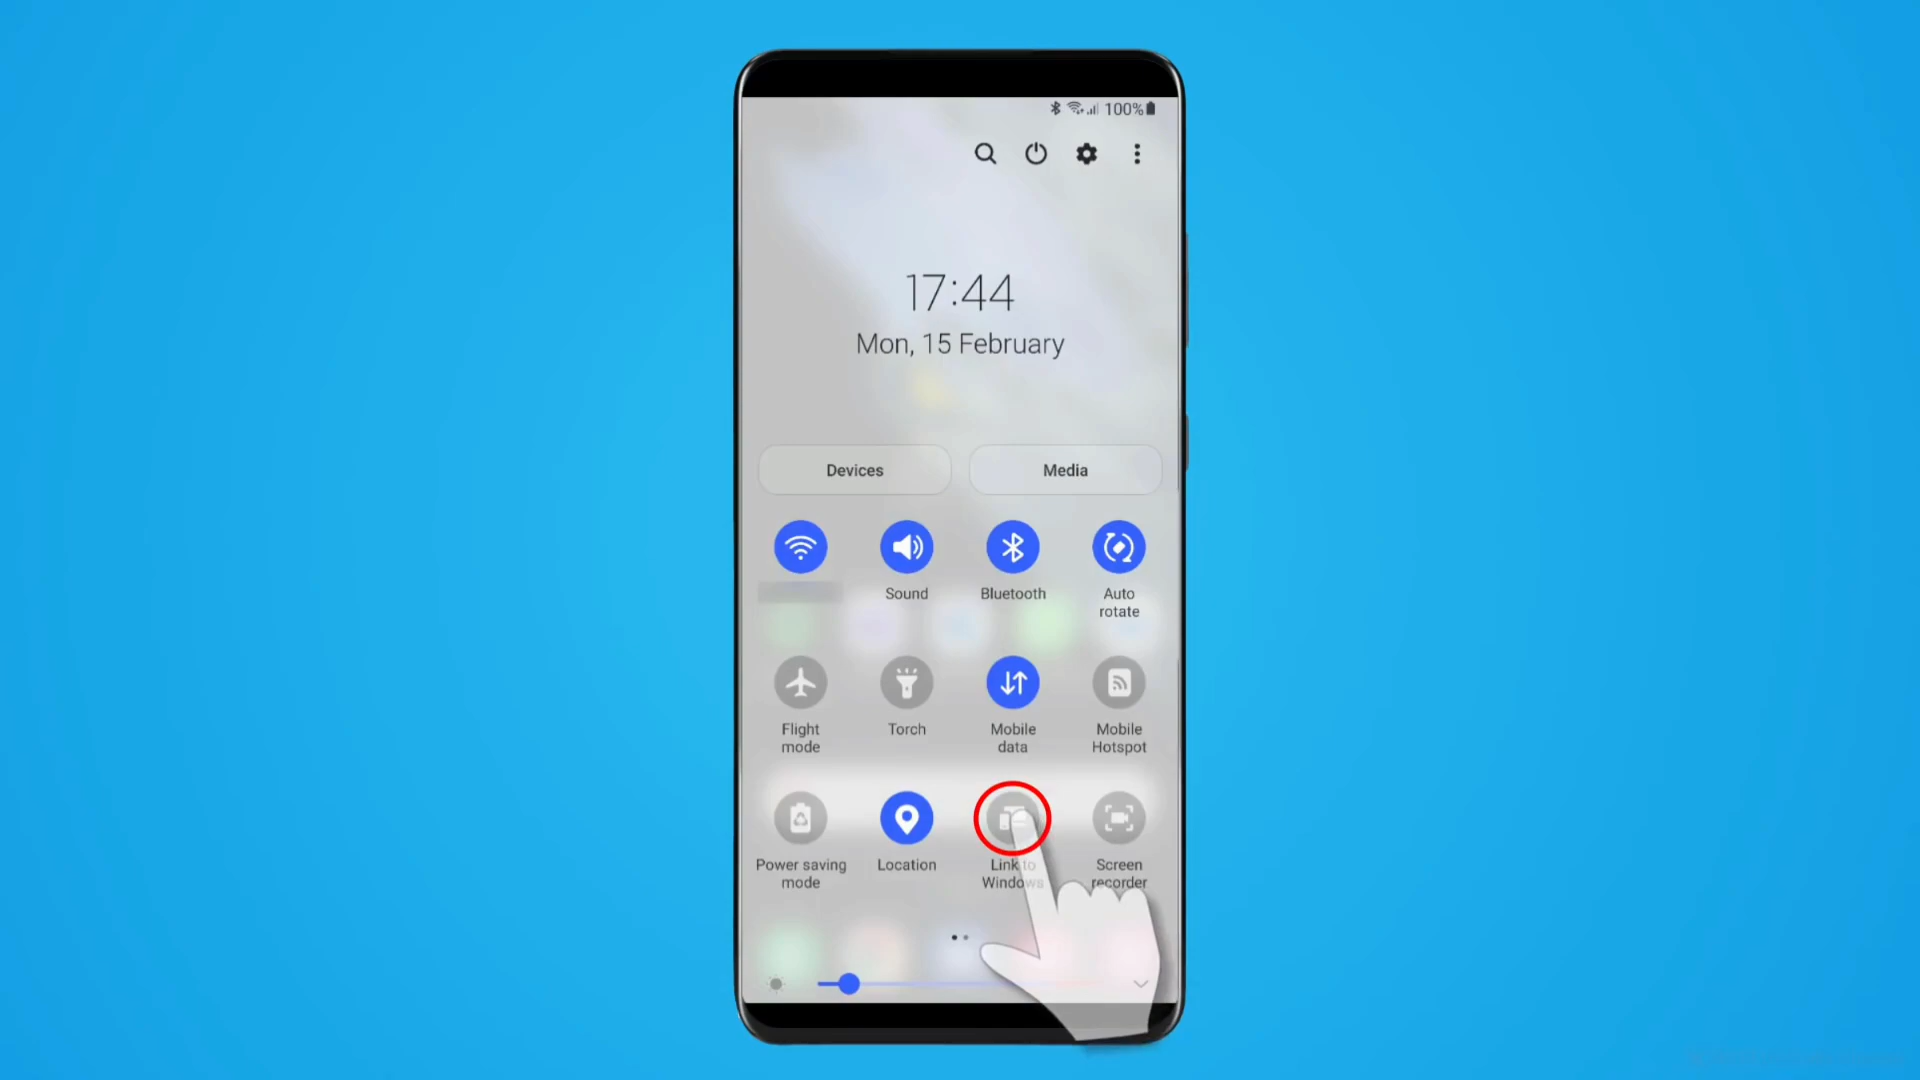 100%
17:44
Mon, 15 February
Devices
Media
Sound
Bluetooth
Auto
rotate
Flight
mode
Torch
Mobile
data
Mobile
Hotspot
Power saving
mode
Location
Link to
Windows
Screen
recorder